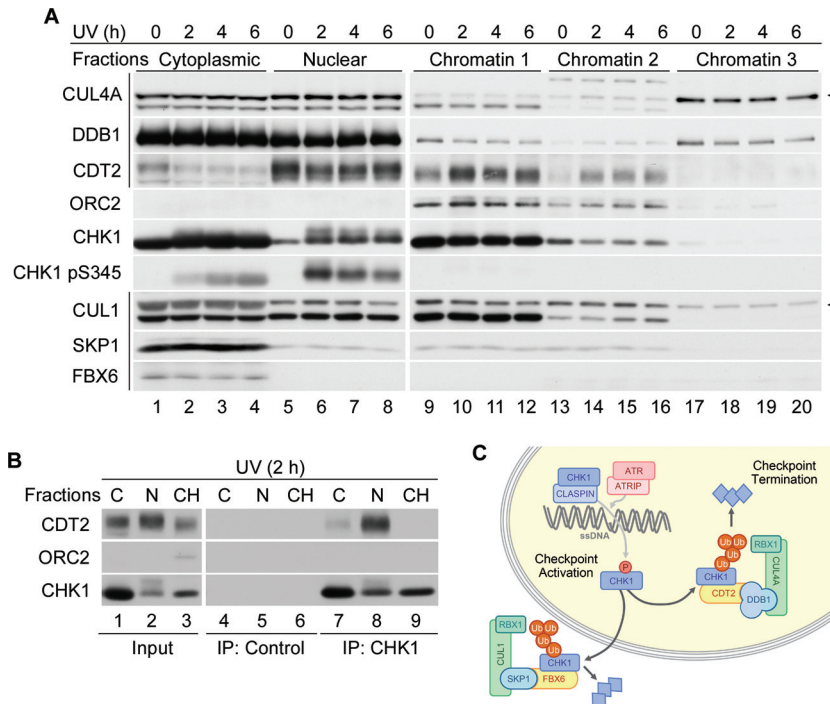 A
UV (h) 0 2 4 6 0 2 4 6 0 2 4 6 0 2 4 6 0 2 4 6
Fractions Cytoplasmic Nuclear Chromatin 1 Chromatin 2 Chromatin 3
CUL4A
DDB1
CDT2
ORC2
CHK1
CHK1 pS345
CUL1
SKP1
FBX6
1 2 3 4 5 6 7 8 9 10 11 12 13 14 15 16 17 18 19 20
B
UV (2 h)
Fractions C N CH C N CH C N CH
CDT2
ORC2
CHK1
1 2 3 4 5 6 7 8 9
Input IP: Control IP: CHK1
C
CHK1
CLASPIN
ATR
ATRIP
ssDNA
Checkpoint
Activation
P
CHK1
Checkpoint
Termination
Ub Ub
Ub
Ub
CHK1
CDT2
DDB1
RBX1
CUL4A
RBX1
CUL1
Ub Ub
Ub
Ub
CHK1
SKP1
FBX6